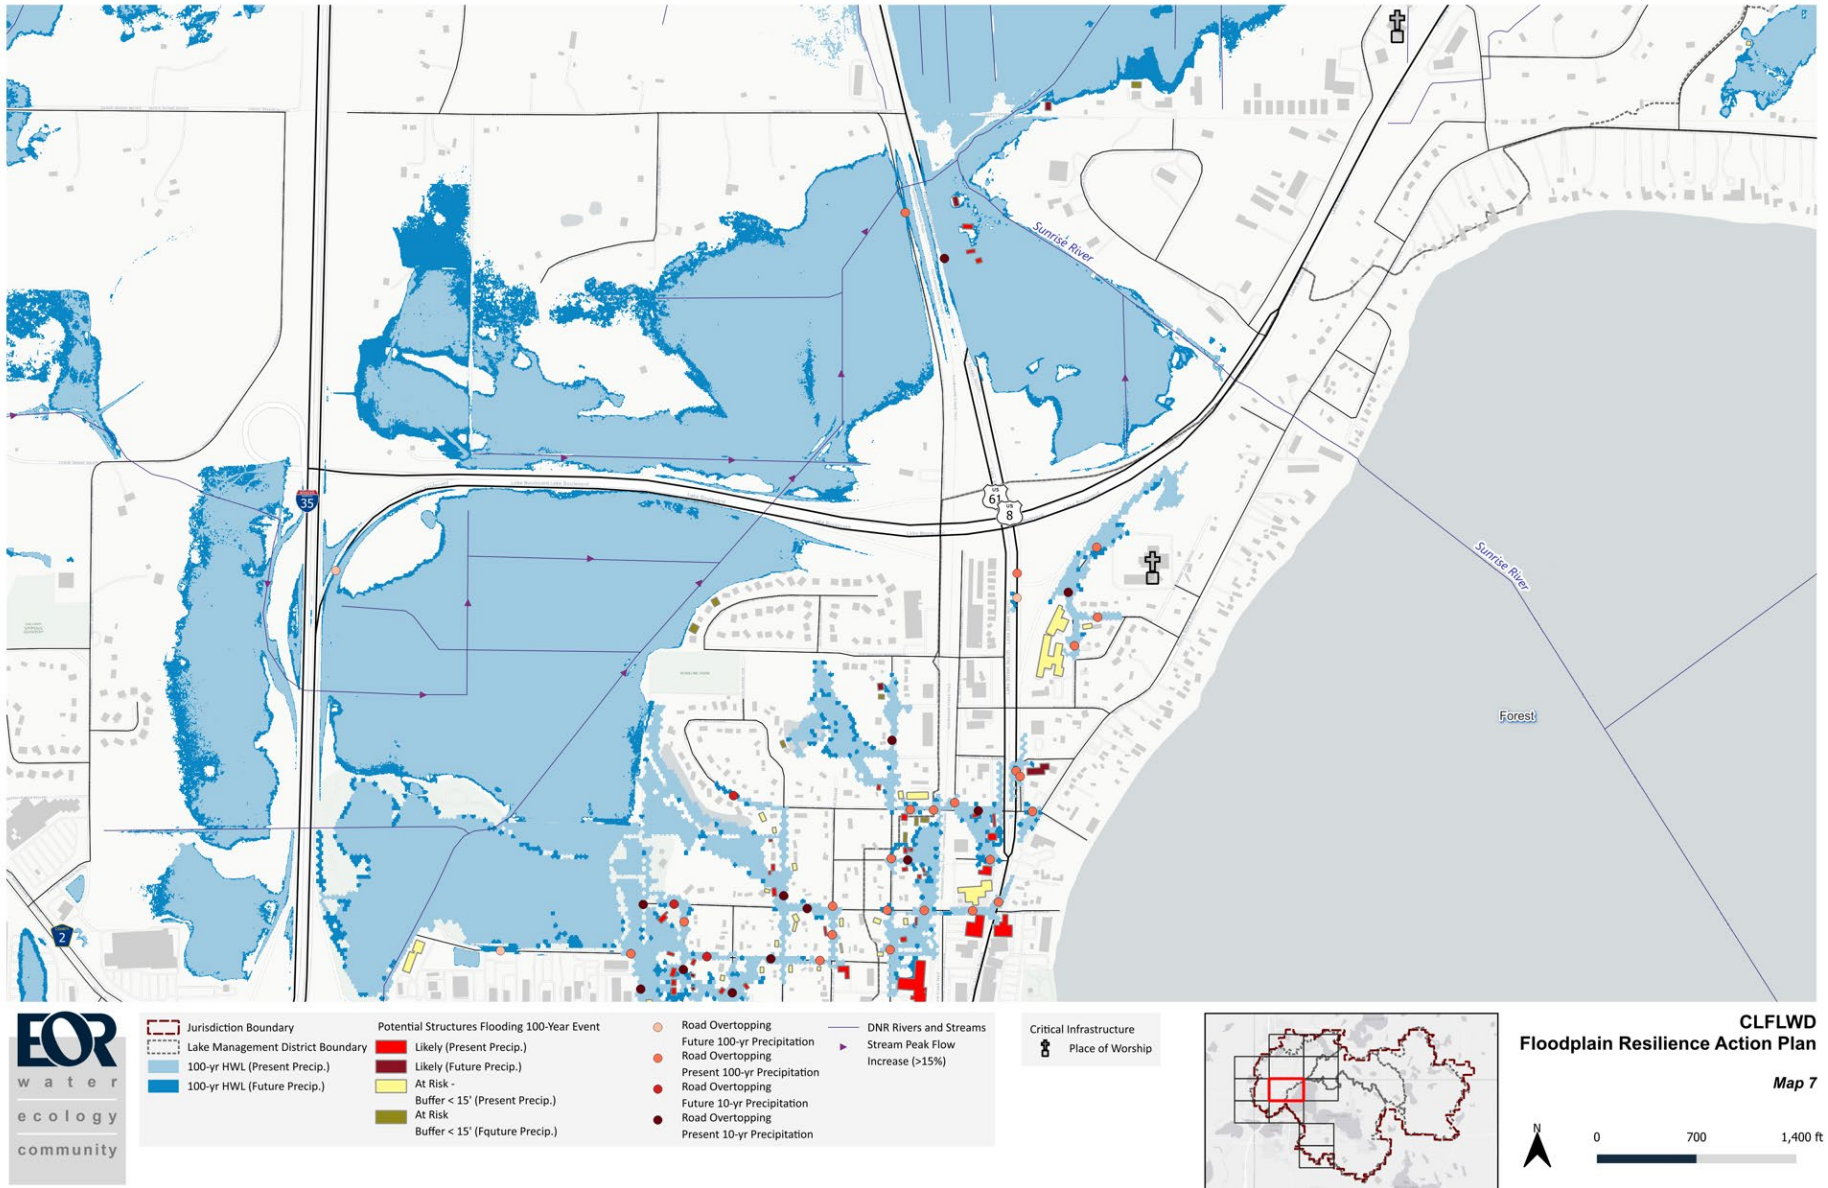 Sunrise River
35
US
61
US
8
Sunrise River
Forest
2
EOR
water
ecology
community
Jurisdiction Boundary
Lake Management District Boundary
100-yr HWL (Present Precip.)
100-yr HWL (Future Precip.)
Potential Structures Flooding 100-Year Event
Likely (Present Precip.)
Likely (Future Precip.)
At Risk -
Buffer < 15' (Present Precip.)
At Risk
Buffer < 15' (Fquture Precip.)
Road Overtopping
Future 100-yr Precipitation
Road Overtopping
Present 100-yr Precipitation
Road Overtopping
Future 10-yr Precipitation
Road Overtopping
Present 10-yr Precipitation
DNR Rivers and Streams
Stream Peak Flow
Increase (>15%)
Critical Infrastructure
Place of Worship
CLFLWD
Floodplain Resilience Action Plan
Map 7
N
0
700
1,400 ft